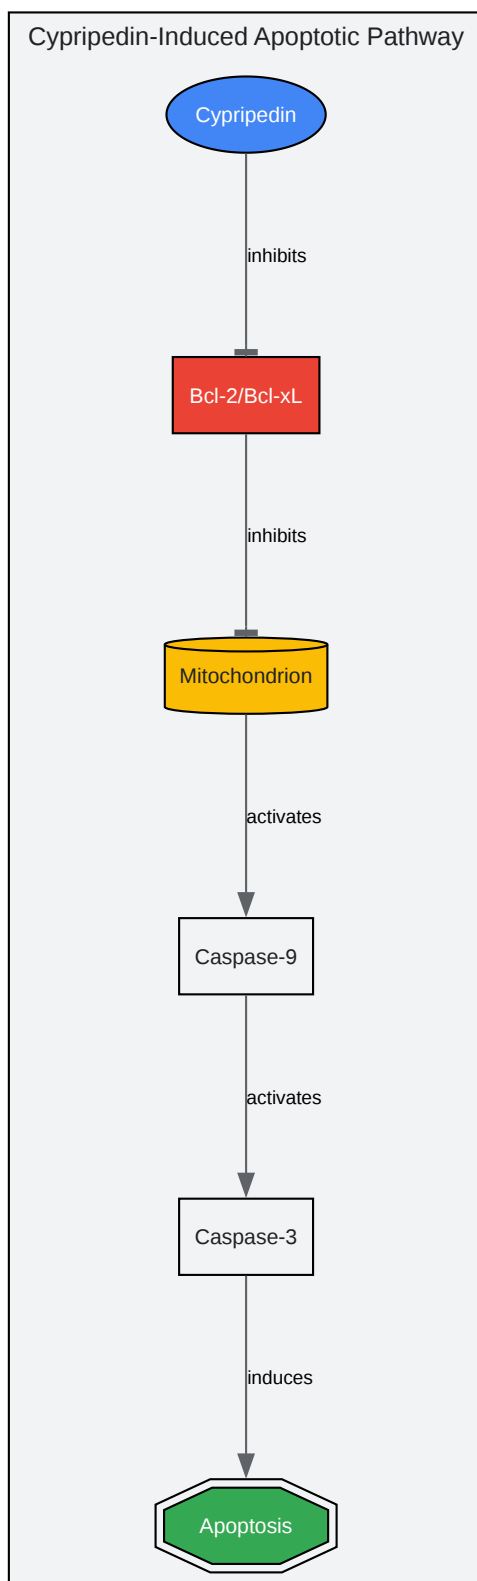 Cypripedin-Induced Apoptotic Pathway
Cypripedin
inhibits
Bcl-2/Bcl-xL
inhibits
Mitochondrion
activates
Caspase-9
activates
Caspase-3
induces
Apoptosis